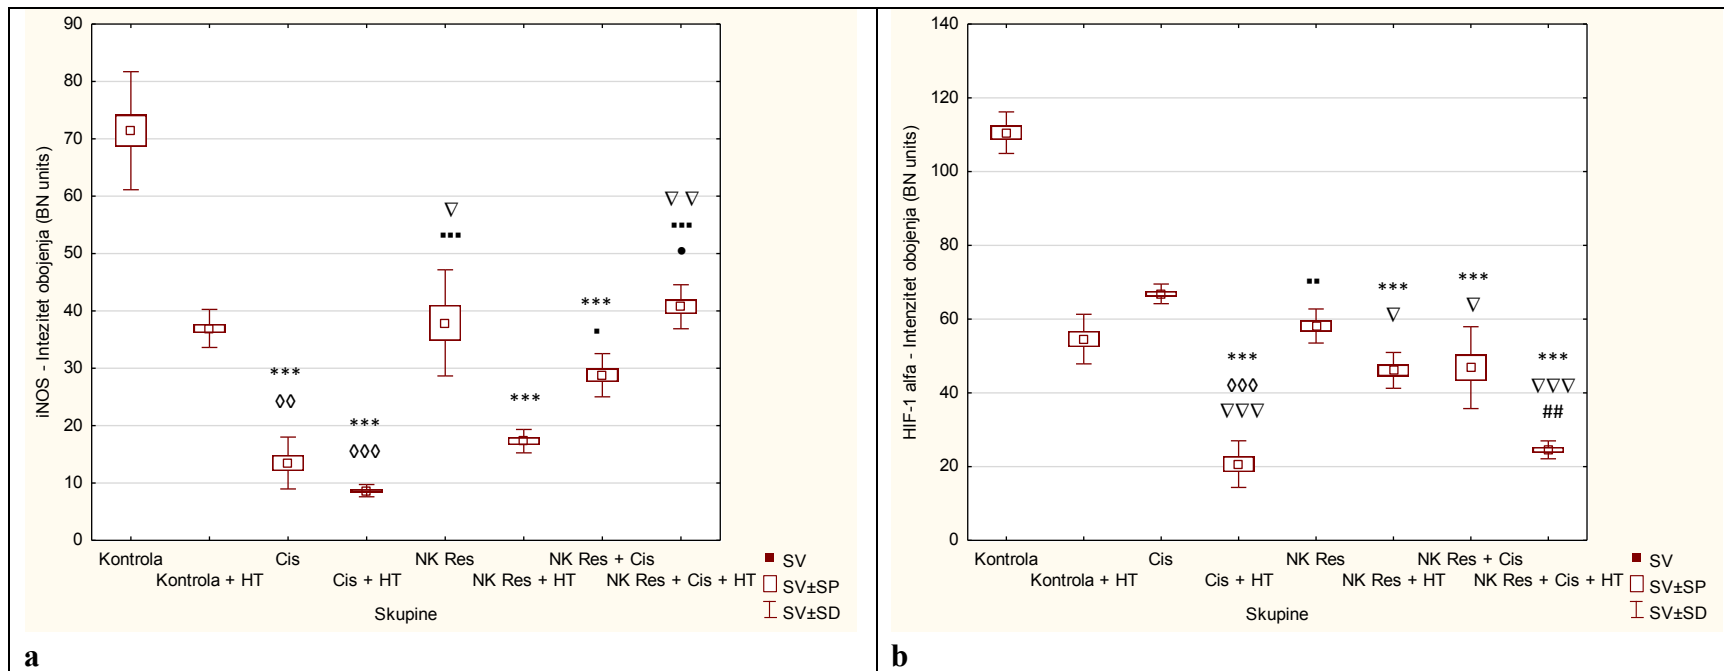 90
80
70
60
50
40
30
20
10
0
iNOS - Intezitet obojenja (BN units)
***
◊◊
***
◊◊◊
▽
▪▪▪
***
***
▪
▽ ▽
▪▪▪
●
Kontrola
Kontrola + HT
Cis
Cis + HT
NK Res
NK Res + HT
NK Res + Cis
NK Res + Cis + HT
Skupine
SV
SV±SP
SV±SD
a
140
120
100
80
60
40
20
0
HIF-1 alfa - Intenzitet obojenja (BN units)
***
◊◊◊
▽▽▽
▪▪
***
▽
***
▽
***
▽▽▽
##
Kontrola
Kontrola + HT
Cis
Cis + HT
NK Res
NK Res + HT
NK Res + Cis
NK Res + Cis + HT
Skupine
SV
SV±SP
SV±SD
b